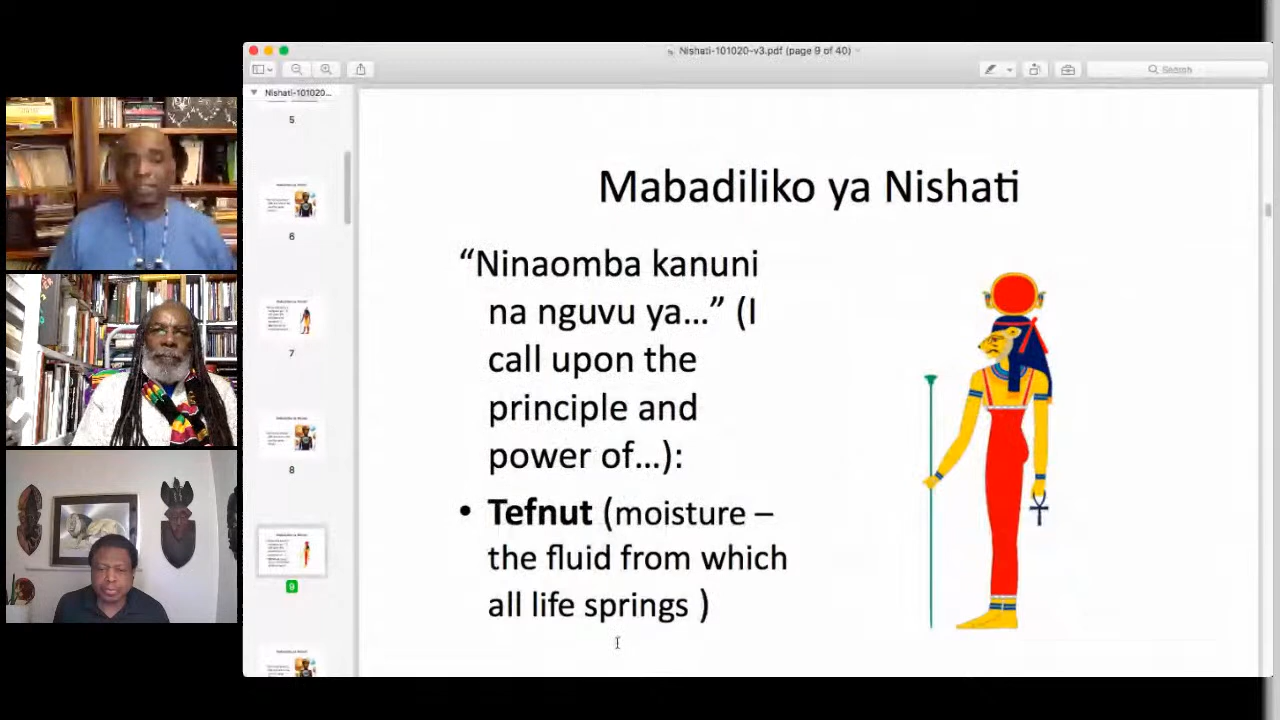 Nishati-101020-v3.pdf (page 9 of 40)
Search
Nishati-101020...
5
6
7
8
9
Mabadiliko ya Nishati
“Ninaomba kanuni
na nguvu ya…” (I
call upon the
principle and
power of…):
• Tefnut (moisture –
the fluid from which
all life springs )